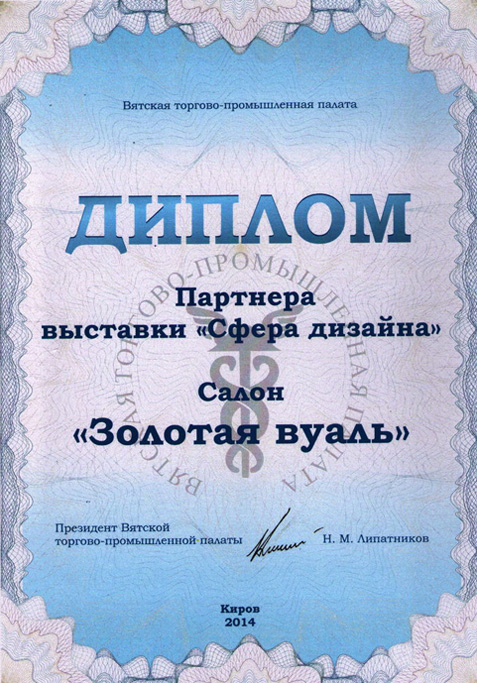 Вятская торгово-промышленная палата
ДИПЛОМ
ВЯТСКАЯ ТОРГОВО-ПРОМЫШЛЕННАЯ ПАЛАТА
Партнера
выставки «Сфера дизайна»
Салон
«Золотая вуаль»
Президент Вятской
торгово-промышленной палаты
Н. М. Липатников
Киров
2014